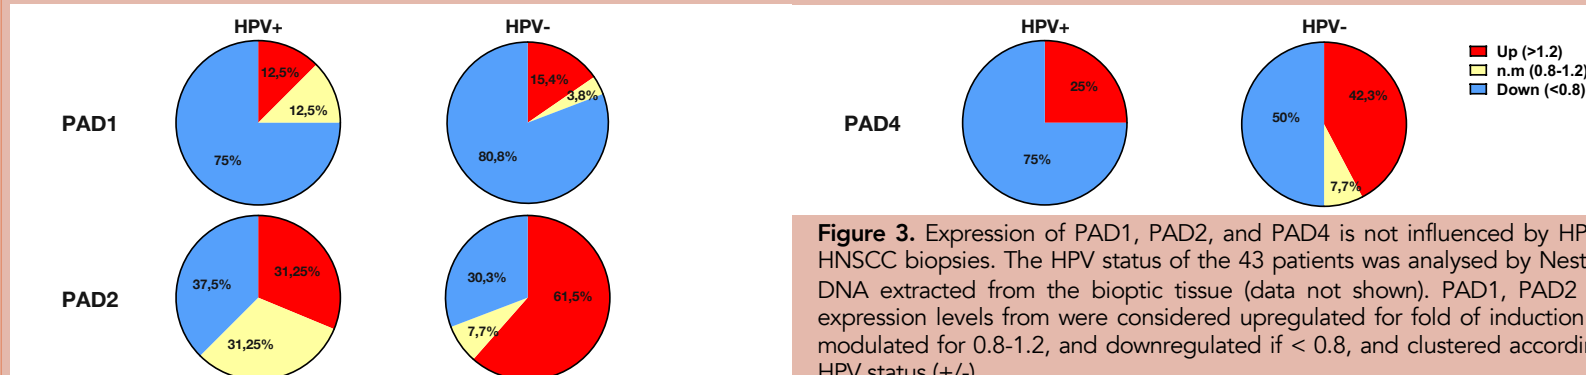 HPV+
HPV-
PAD1
12,5%
12,5%
75%
15,4%
3,8%
80,8%
PAD2
37,5%
31,25%
31,25%
30,3%
61,5%
7,7%
HPV+
HPV-
PAD4
25%
75%
50%
42,3%
7,7%
Up (>1.2)
n.m (0.8-1.2)
Down (<0.8)
Figure 3. Expression of PAD1, PAD2, and PAD4 is not influenced by HP
HNSCC biopsies. The HPV status of the 43 patients was analysed by Nest
DNA extracted from the bioptic tissue (data not shown). PAD1, PAD2
expression levels from were considered upregulated for fold of induction
modulated for 0.8-1.2, and downregulated if < 0.8, and clustered accordin
HPV status (+/-)